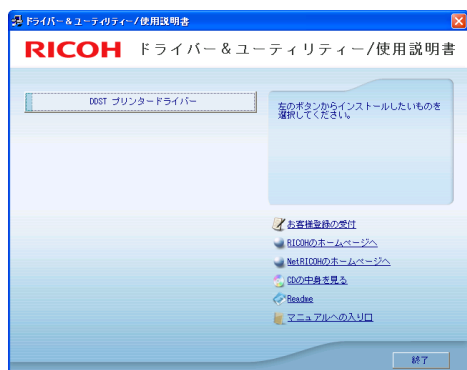 ドライバー＆ユーティリティー/使用説明書
RICOH ドライバー＆ユーティリティー/使用説明書
DDST プリンタードライバー
左のボタンからインストールしたいものを
選択してください。
お客様登録の受付
RICOHのホームページへ
NetRICOHのホームページへ
CDの中身を見る
Readme
マニュアルへの入り口
終了